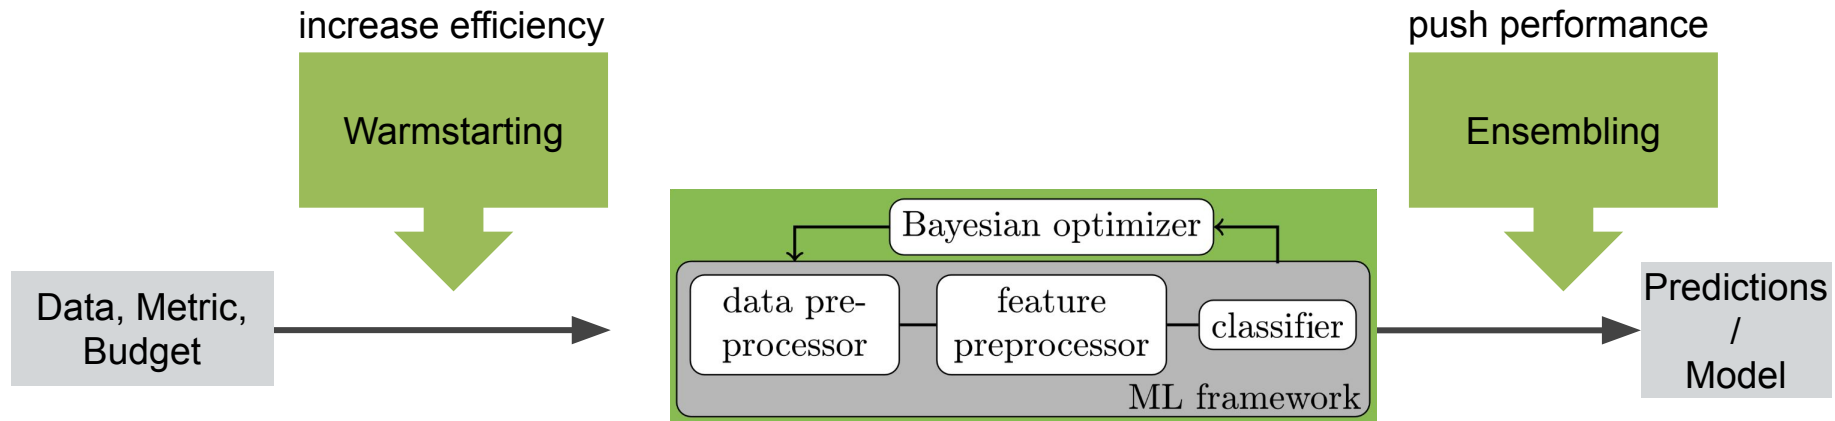 increase efficiency
Warmstarting
Data, Metric,
Budget
Bayesian optimizer
data pre-
processor
feature
preprocessor
classifier
ML framework
push performance
Ensembling
Predictions
/
Model